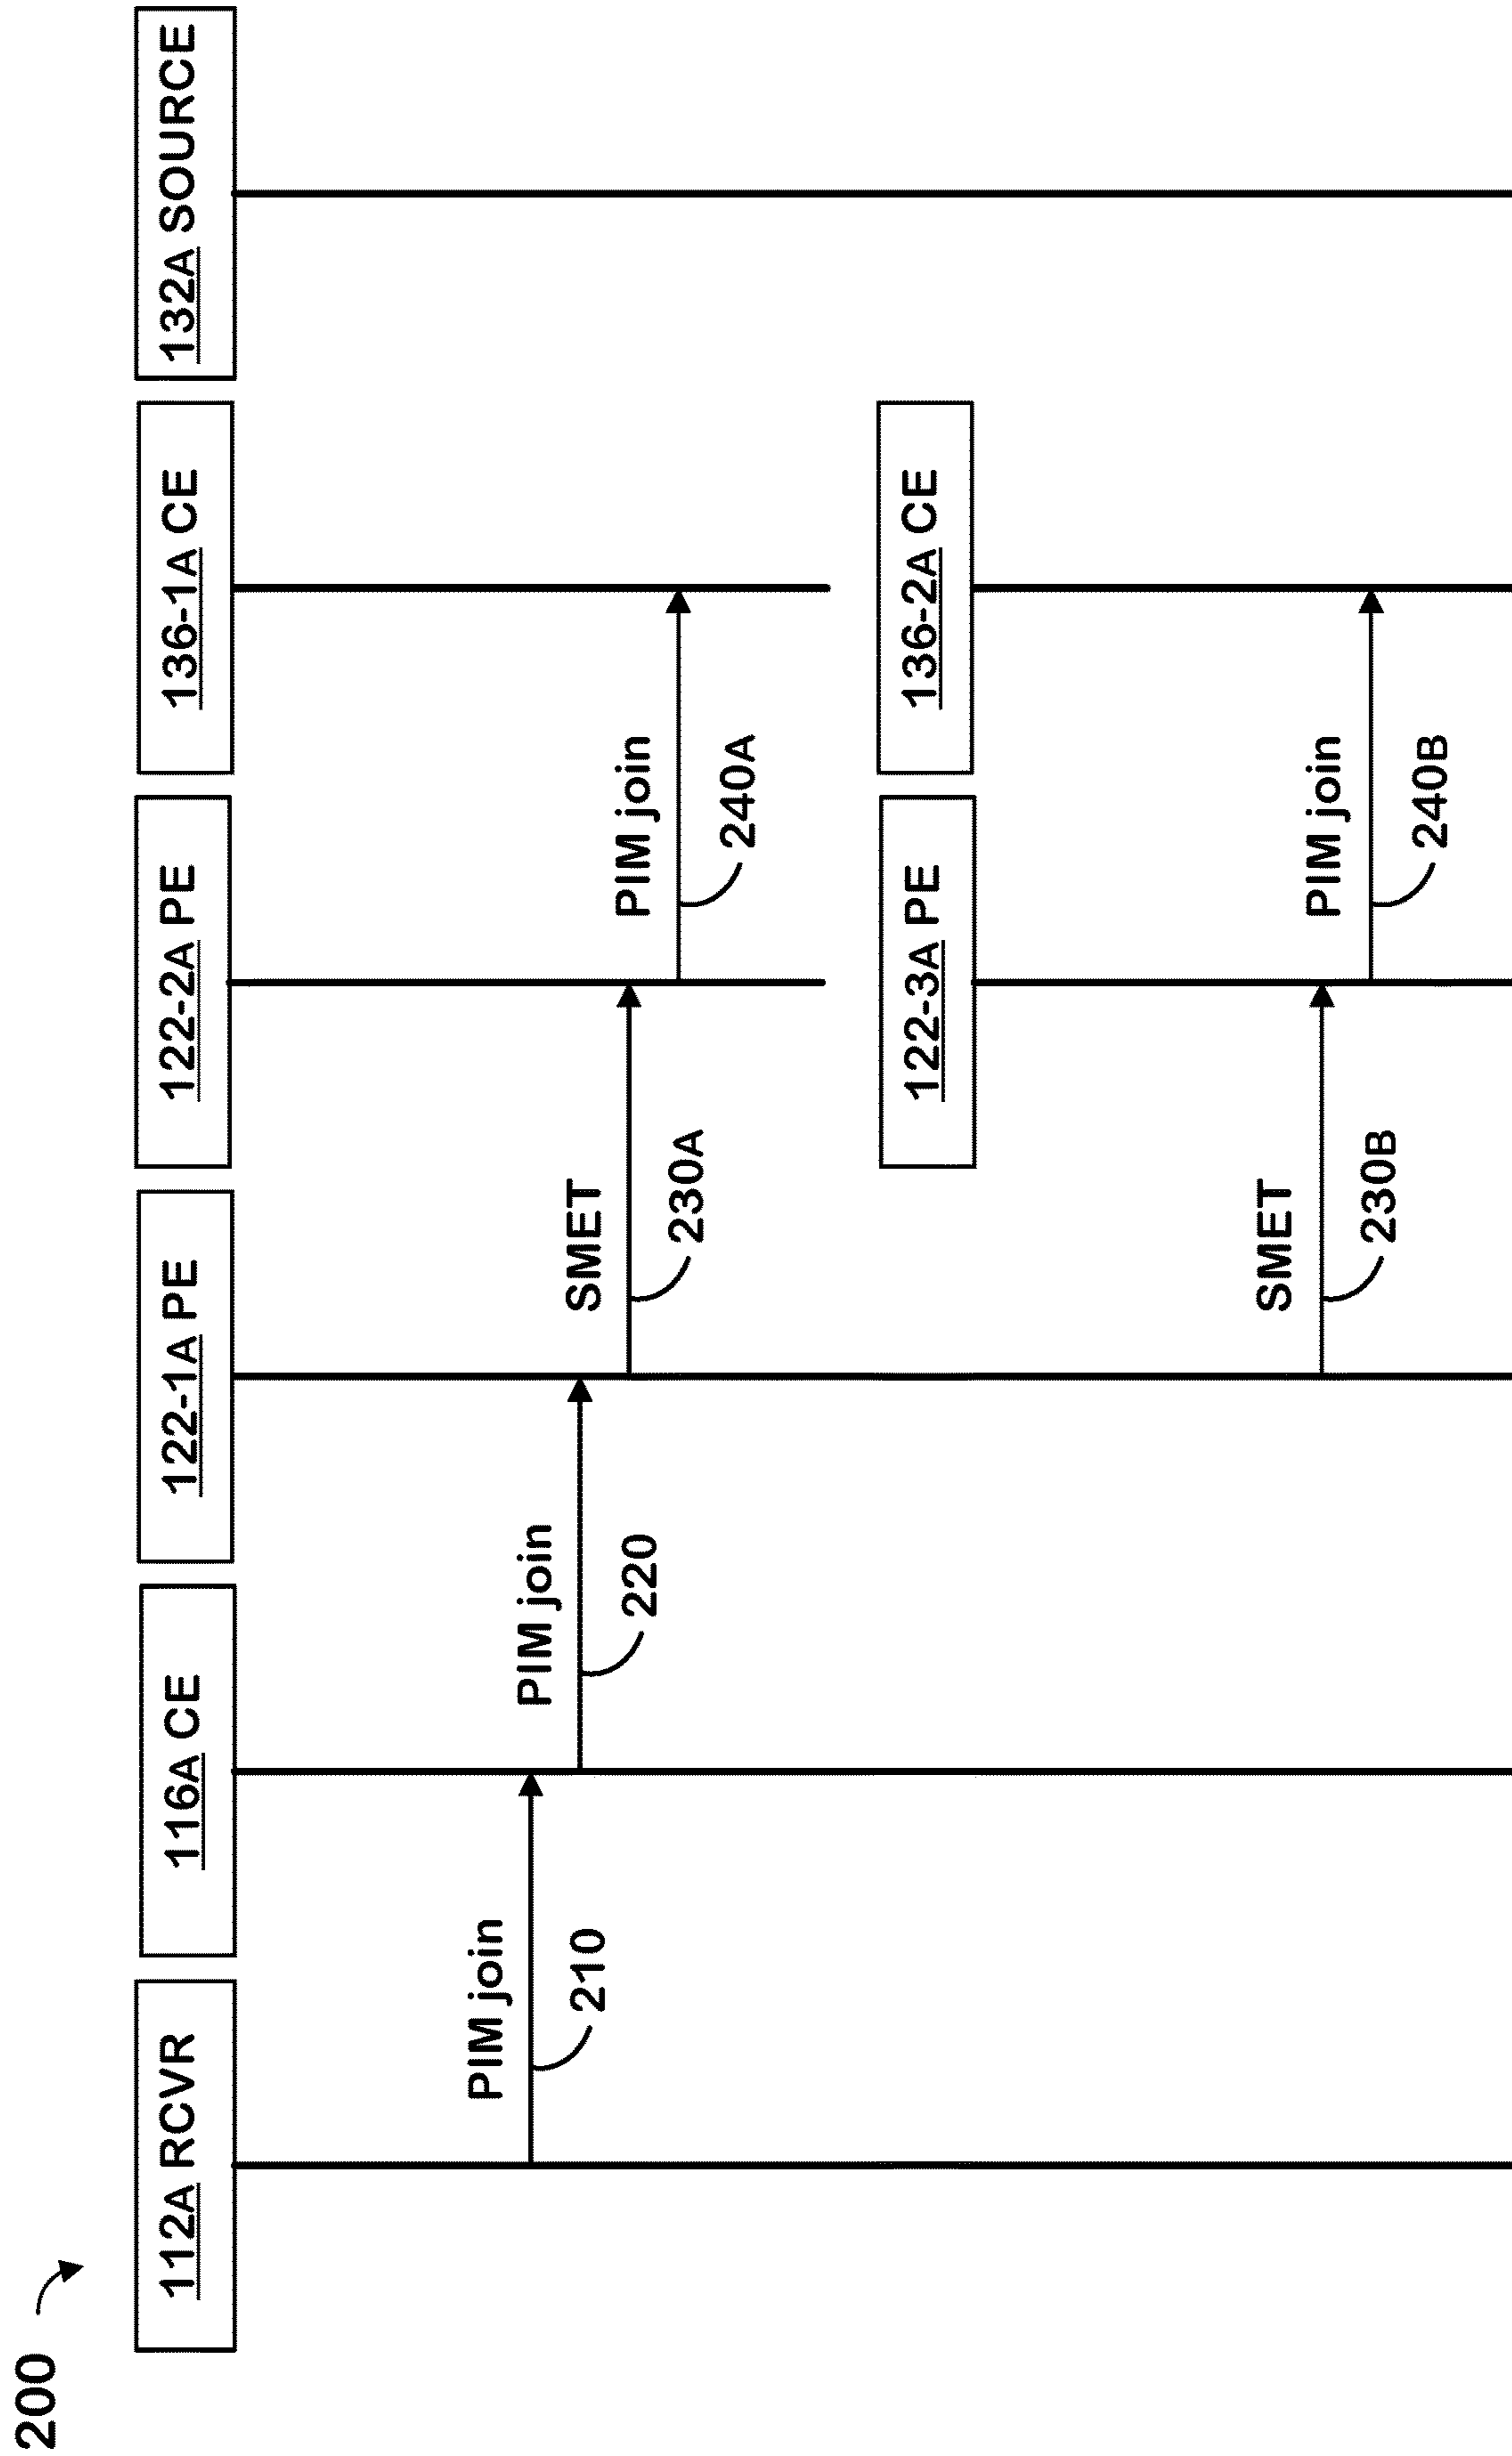 200
112A RCVR
116A CE
122-1A PE
122-2A PE
136-1A CE
132A SOURCE
PIM join
210
PIM join
220
SMET
230A
PIM join
240A
122-3A PE
136-2A CE
SMET
230B
PIM join
240B